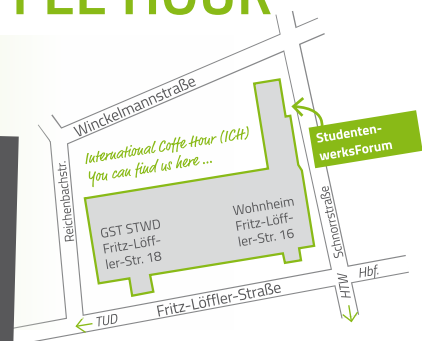 FEE HOUR
Winckelmannstraße
International Coffe Hour (ICH)
You can find us here ...
Studenten-
werksForum
Reichenbachstr.
GST STWD
Fritz-Löff-
ler-Str. 18
Wohnheim
Fritz-Löff-
ler-Str. 16
Schnorrstraße
Fritz-Löffler-Straße
TUD
HTW
Hbf.